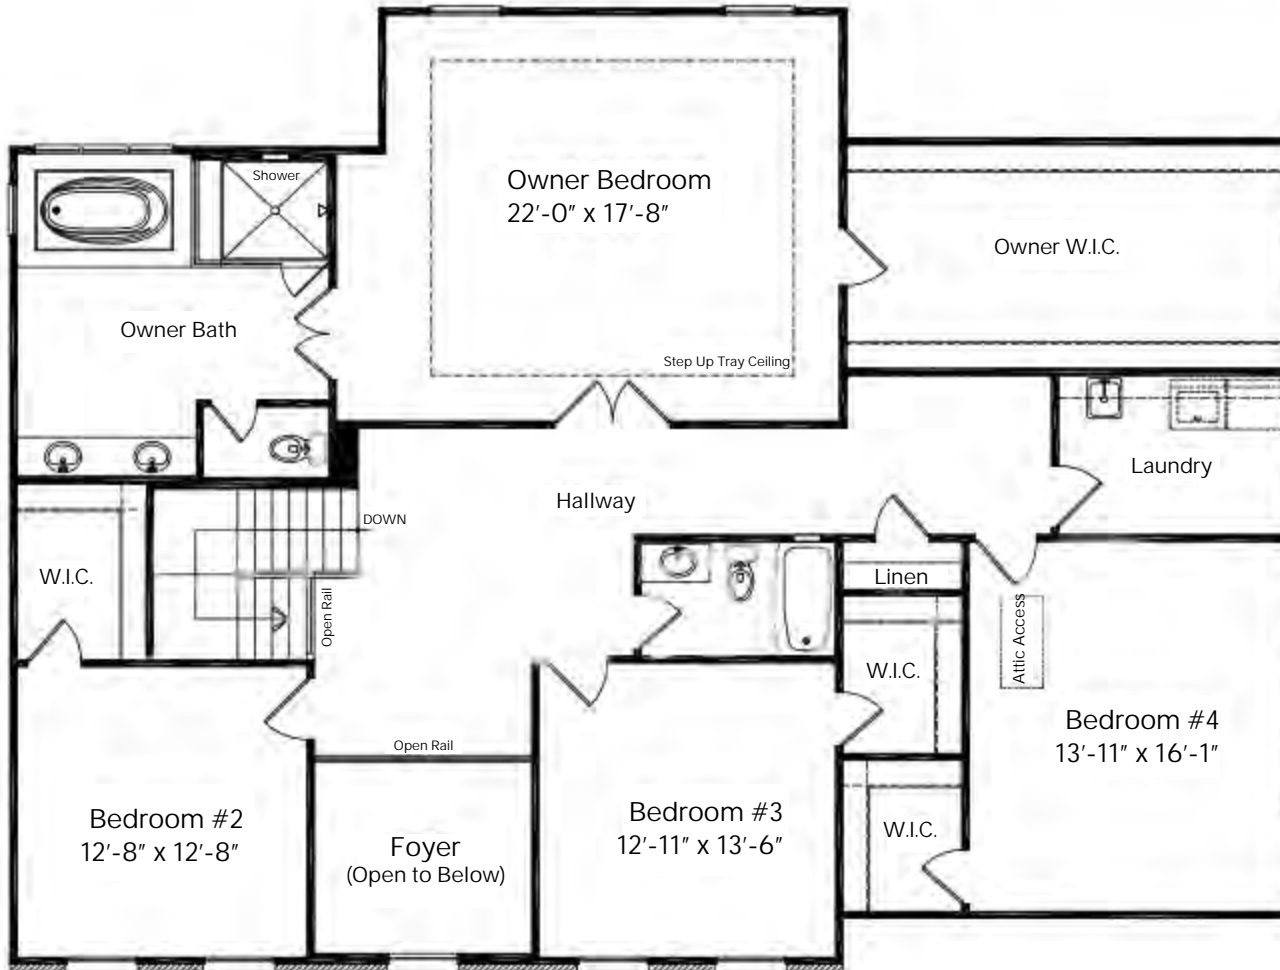 Shower
Owner Bedroom
22'-0" x 17'-8"
Owner W.I.C.
Owner Bath
Step Up Tray Ceiling
Laundry
Hallway
DOWN
W.I.C.
Linen
Open Rail
Attic Access
W.I.C.
Bedroom #4
13'-11" x 16'-1"
Open Rail
Bedroom #2
12'-8" x 12'-8"
Foyer
(Open to Below)
Bedroom #3
12'-11" x 13'-6"
W.I.C.